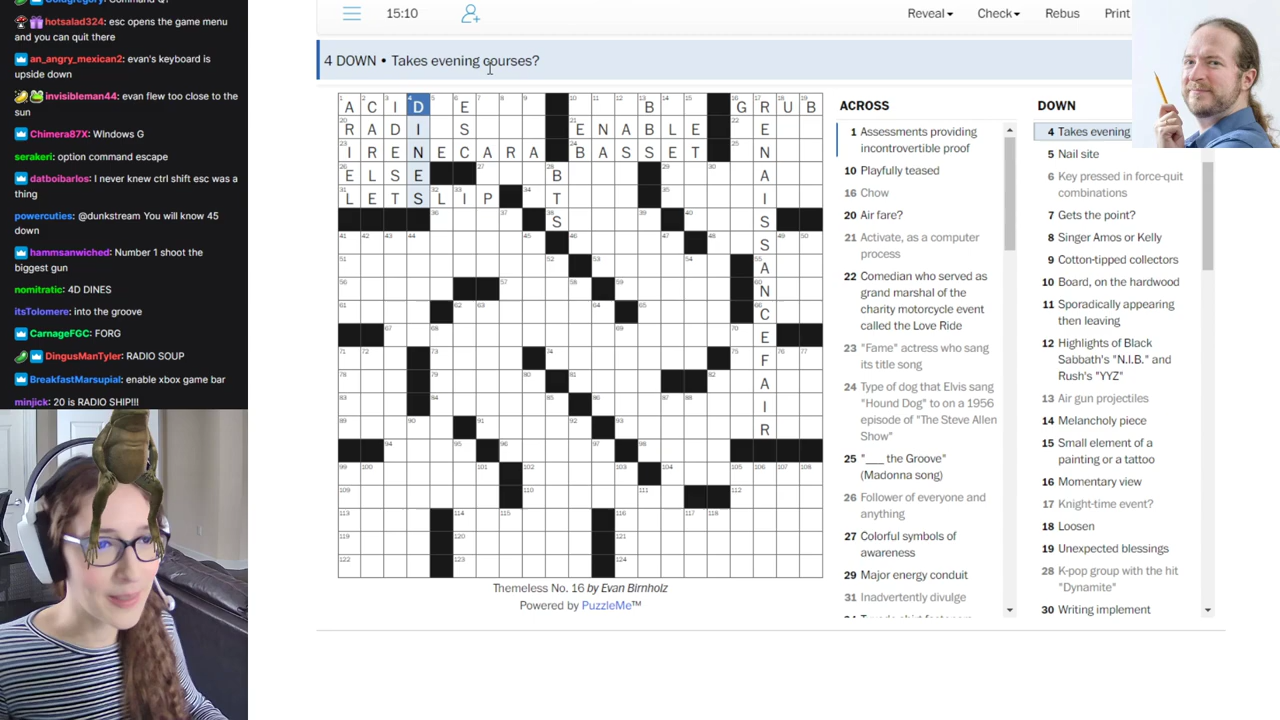 hotsalad324: esc opens the game menu
and you can quit there
an_angry_mexican2: evan's keyboard is
upside down
invisibleman44: evan flew too close to the
sun
Chimera87X: WIndows G
serakeri: option command escape
datboibarlos: I never knew ctrl shift esc was a
thing
powercuties: @dunkstream You will know 45
down
hammsanwiched: Number 1 shoot the
biggest gun
nomitratic: 4D DINES
itsTolomere: into the groove
CarnageFGC: FORG
DingusManTyler: RADIO SOUP
BreakfastMarsupial: enable xbox game bar
minjick: 20 is RADIO SHIP!!!
15:10
Reveal
Check
Rebus
Print
4 DOWN • Takes evening courses?
A C I D E B G R U B
R A D I S E N A B L E E
I R E N E C A R A B A S S E T N
E L S E B A
L E T S S L I P T I
S S
S
A
N
C
E
F
A
I
R
Themeless No. 16 by Evan Birnholz
Powered by PuzzleMe™
ACROSS
1 Assessments providing
incontrovertible proof
10 Playfully teased
16 Chow
20 Air fare?
21 Activate, as a computer
process
22 Comedian who served as
grand marshal of the
charity motorcycle event
called the Love Ride
23 "Fame" actress who sang
its title song
24 Type of dog that Elvis sang
"Hound Dog" to on a 1956
episode of "The Steve Allen
Show"
25 "___ the Groove"
(Madonna song)
26 Follower of everyone and
anything
27 Colorful symbols of
awareness
29 Major energy conduit
31 Inadvertently divulge
DOWN
4 Takes evening
5 Nail site
6 Key pressed in force-quit
combinations
7 Gets the point?
8 Singer Amos or Kelly
9 Cotton-tipped collectors
10 Board, on the hardwood
11 Sporadically appearing
then leaving
12 Highlights of Black
Sabbath's "N.I.B." and
Rush's "YYZ"
13 Air gun projectiles
14 Melancholy piece
15 Small element of a
painting or a tattoo
16 Momentary view
17 Knight-time event?
18 Loosen
19 Unexpected blessings
28 K-pop group with the hit
"Dynamite"
30 Writing implement